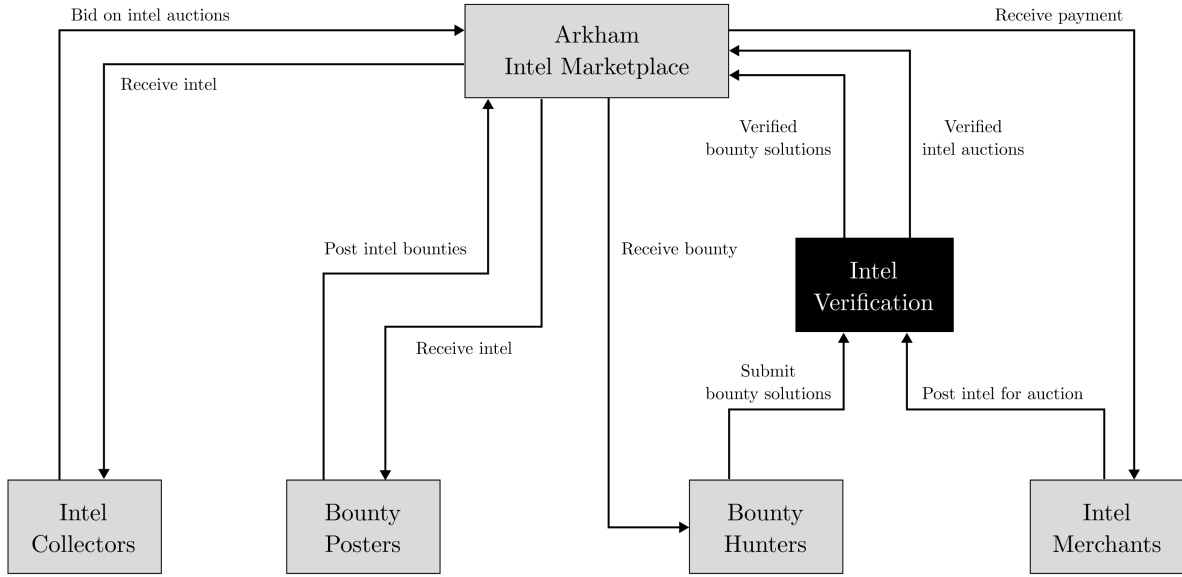 Bid on intel auctions
Arkham
Intel Marketplace
Receive payment
Receive intel
Verified
bounty solutions
Verified
intel auctions
Post intel bounties
Receive bounty
Intel
Verification
Receive intel
Submit
bounty solutions
Post intel for auction
Intel
Collectors
Bounty
Posters
Bounty
Hunters
Intel
Merchants